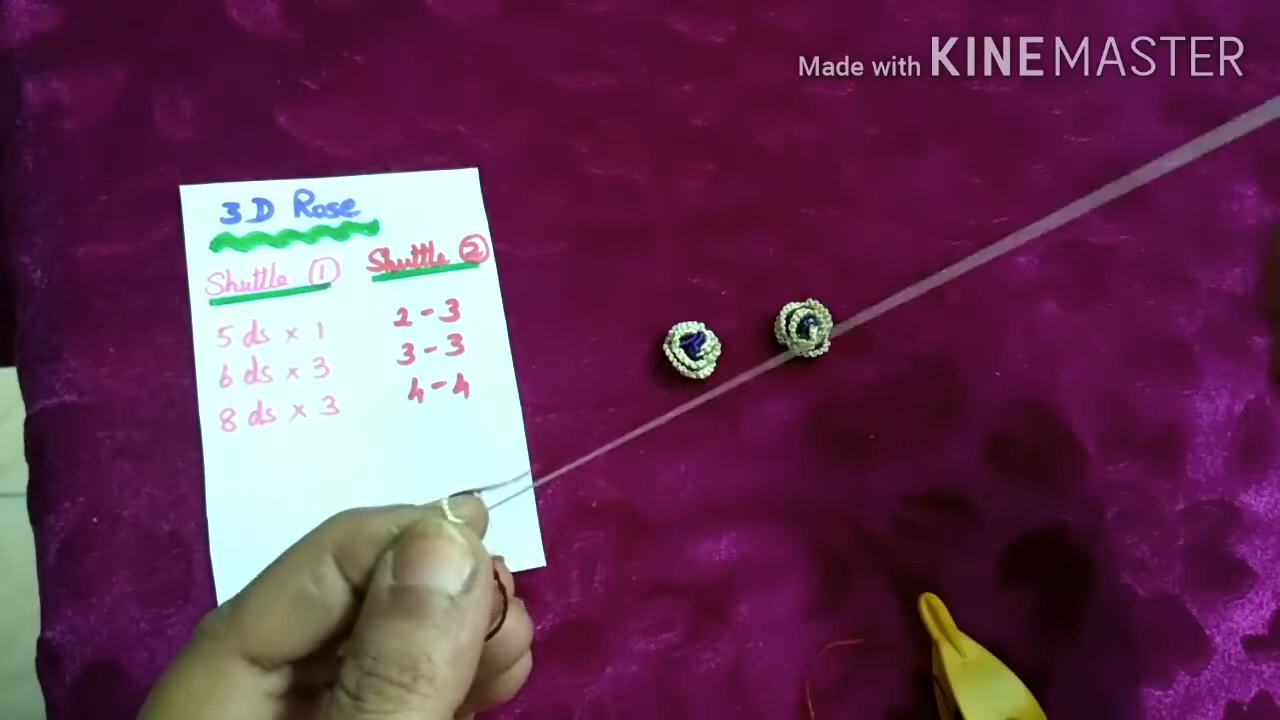 Made with KINEMASTER
3D Rose
Shuttle 1
5 ds x 1
6 ds x 3
8 ds x 3
Shuttle 2
2 - 3
3 - 3
4 - 4